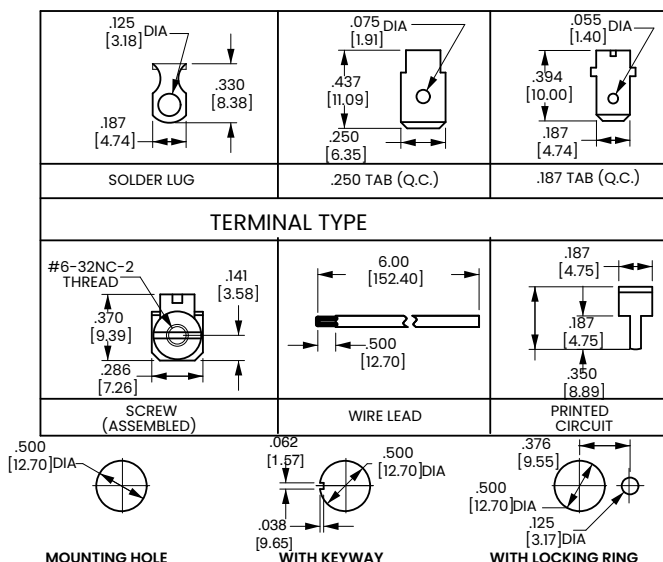 .125
[3.18] DIA
.330
[8.38]
.187
[4.74]
SOLDER LUG
.075
[1.91] DIA
.437
[11.09]
.250
[6.35]
.250 TAB (Q.C.)
.055
[1.40] DIA
.394
[10.00]
.187
[4.74]
.187 TAB (Q.C.)
TERMINAL TYPE
#6-32NC-2
THREAD
.141
[3.58]
.370
[9.39]
.286
[7.26]
SCREW
(ASSEMBLED)
6.00
[152.40]
.500
[12.70]
WIRE LEAD
.187
[4.75]
.187
[4.75]
.350
[8.89]
PRINTED
CIRCUIT
.500
[12.70]DIA
MOUNTING HOLE
.062
[1.57]
.500
[12.70]DIA
.038
[9.65]
WITH KEYWAY
.376
[9.55]
.500
[12.70]DIA
.125
[3.17]DIA
WITH LOCKING RING